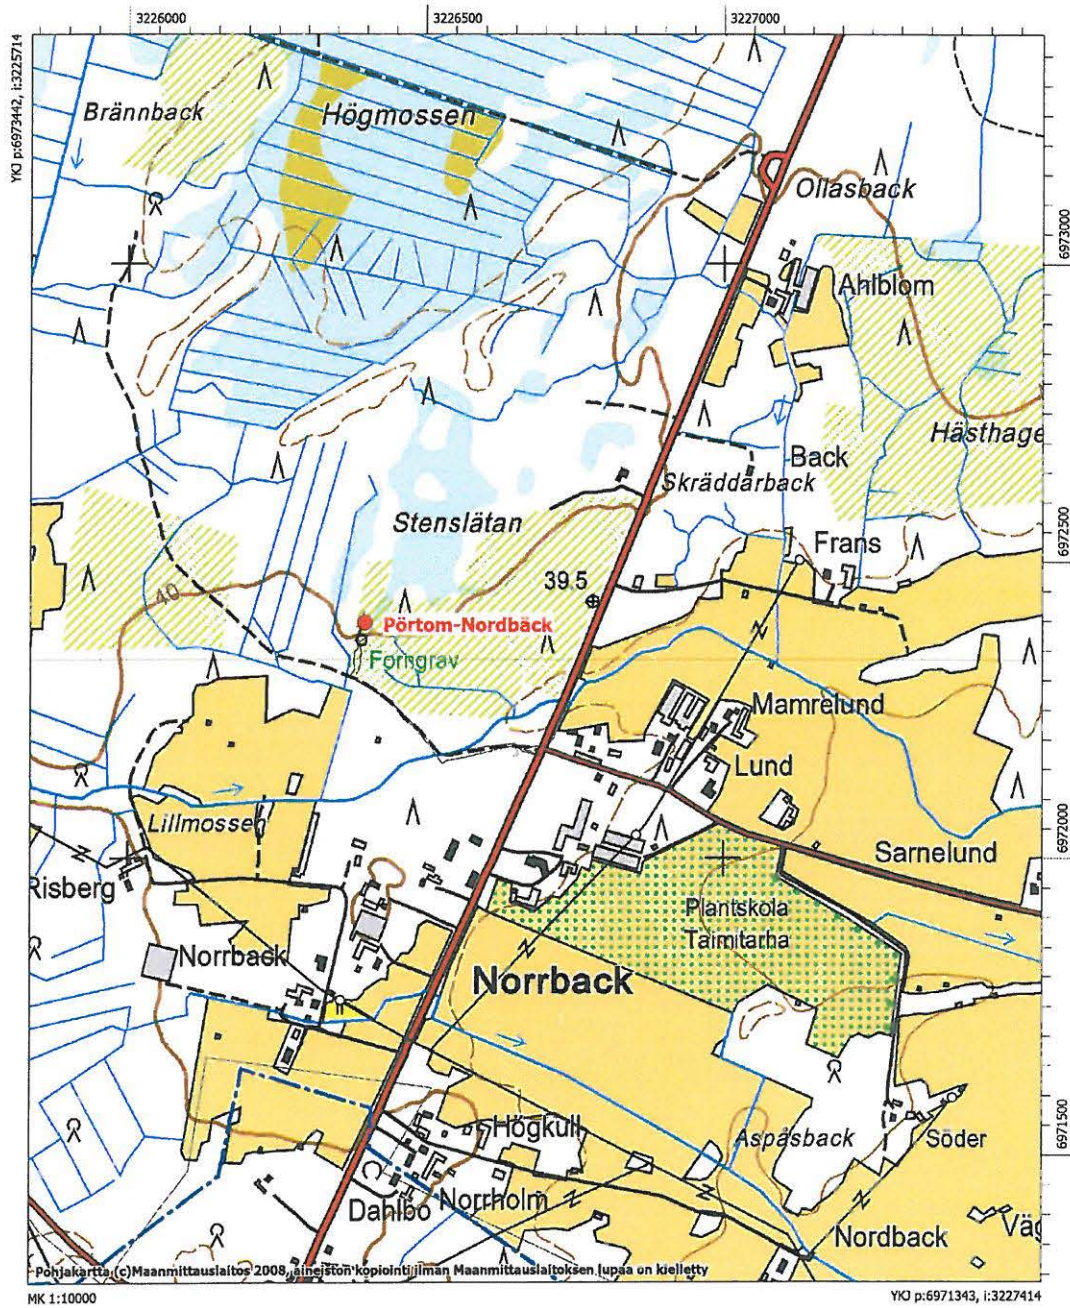 3226000
3226500
3227000
YKJ p:6973442, i:3225714
Brännback
Högmossen
Ollasback
6973000
Ahlblom
Hästhage
Back
Skräddarback
Stenslätan
6972500
Frans
39.5
40
Pörtom-Nordbäck
Forngrav
Mamrelund
Lund
Lillmossen
6972000
Sarnelund
Risberg
Plantskola
Taimitarha
Norrback
Norrback
Högkull
Aspåsback
Söder
6971500
Dahlbo
Norrholm
Nordback
Väg
Pohjakartta (c)Maanmittauslaitos 2008, aineiston kopiointi ilman Maanmittauslaitoksen lupaa on kielletty
MK 1:10000
YKJ p:6971343, i:3227414